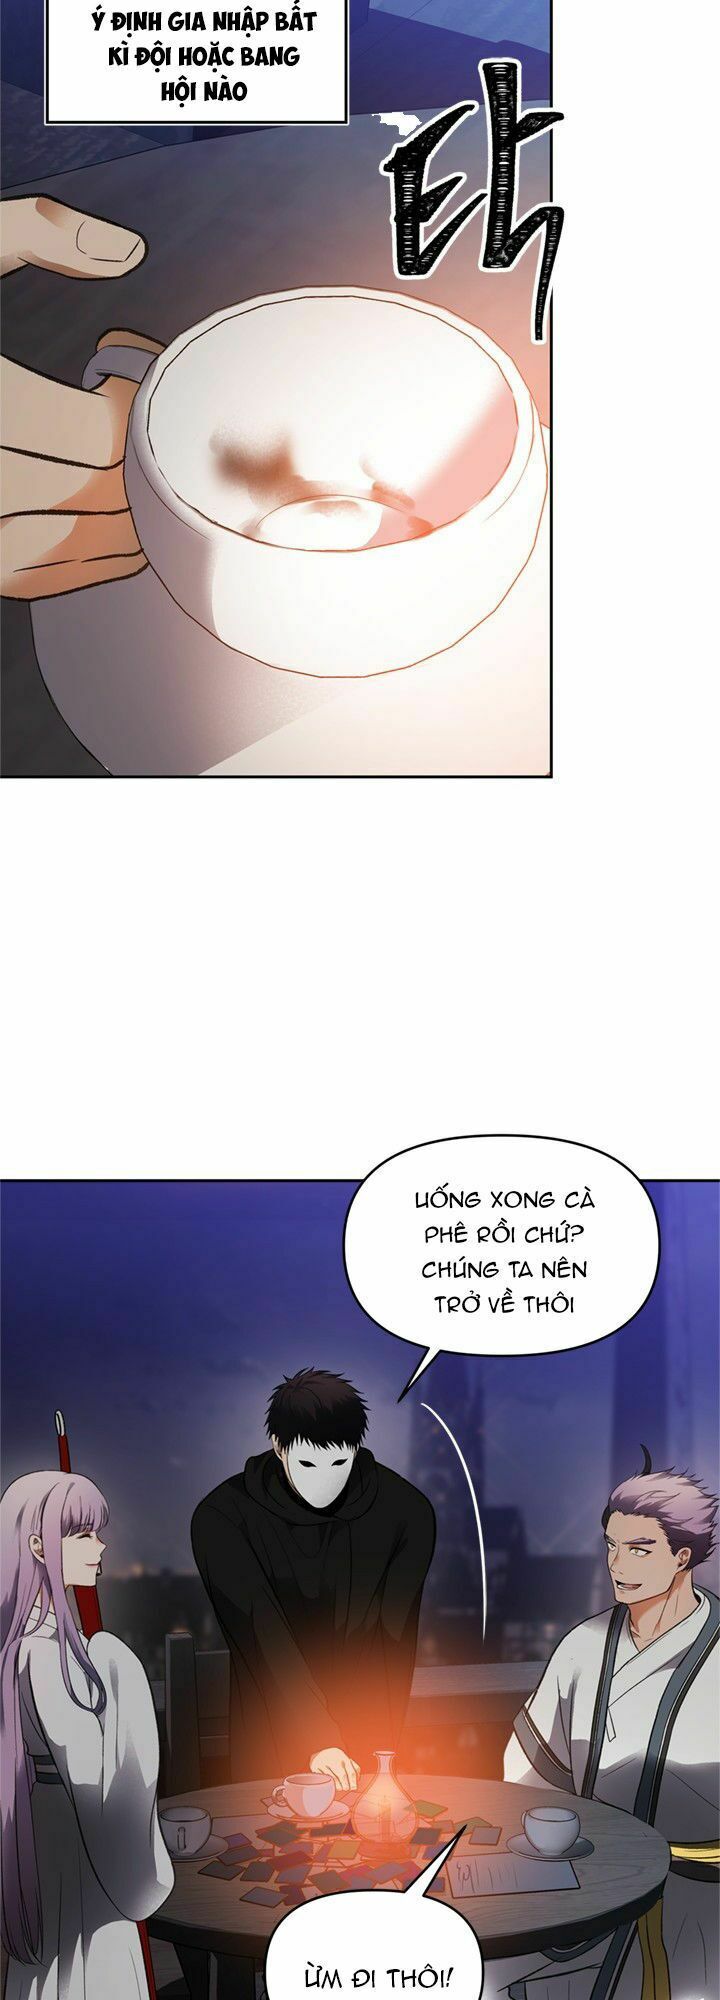 Ý ĐỊNH GIA NHẬP BẤT
KÌ ĐỘI HOẶC BANG
HỘI NÀO
탁
UỐNG XONG CÀ
PHÊ RỒI CHỨ?
CHÚNG TA NÊN
TRỞ VỀ THÔI
ỪM ĐI THÔI!